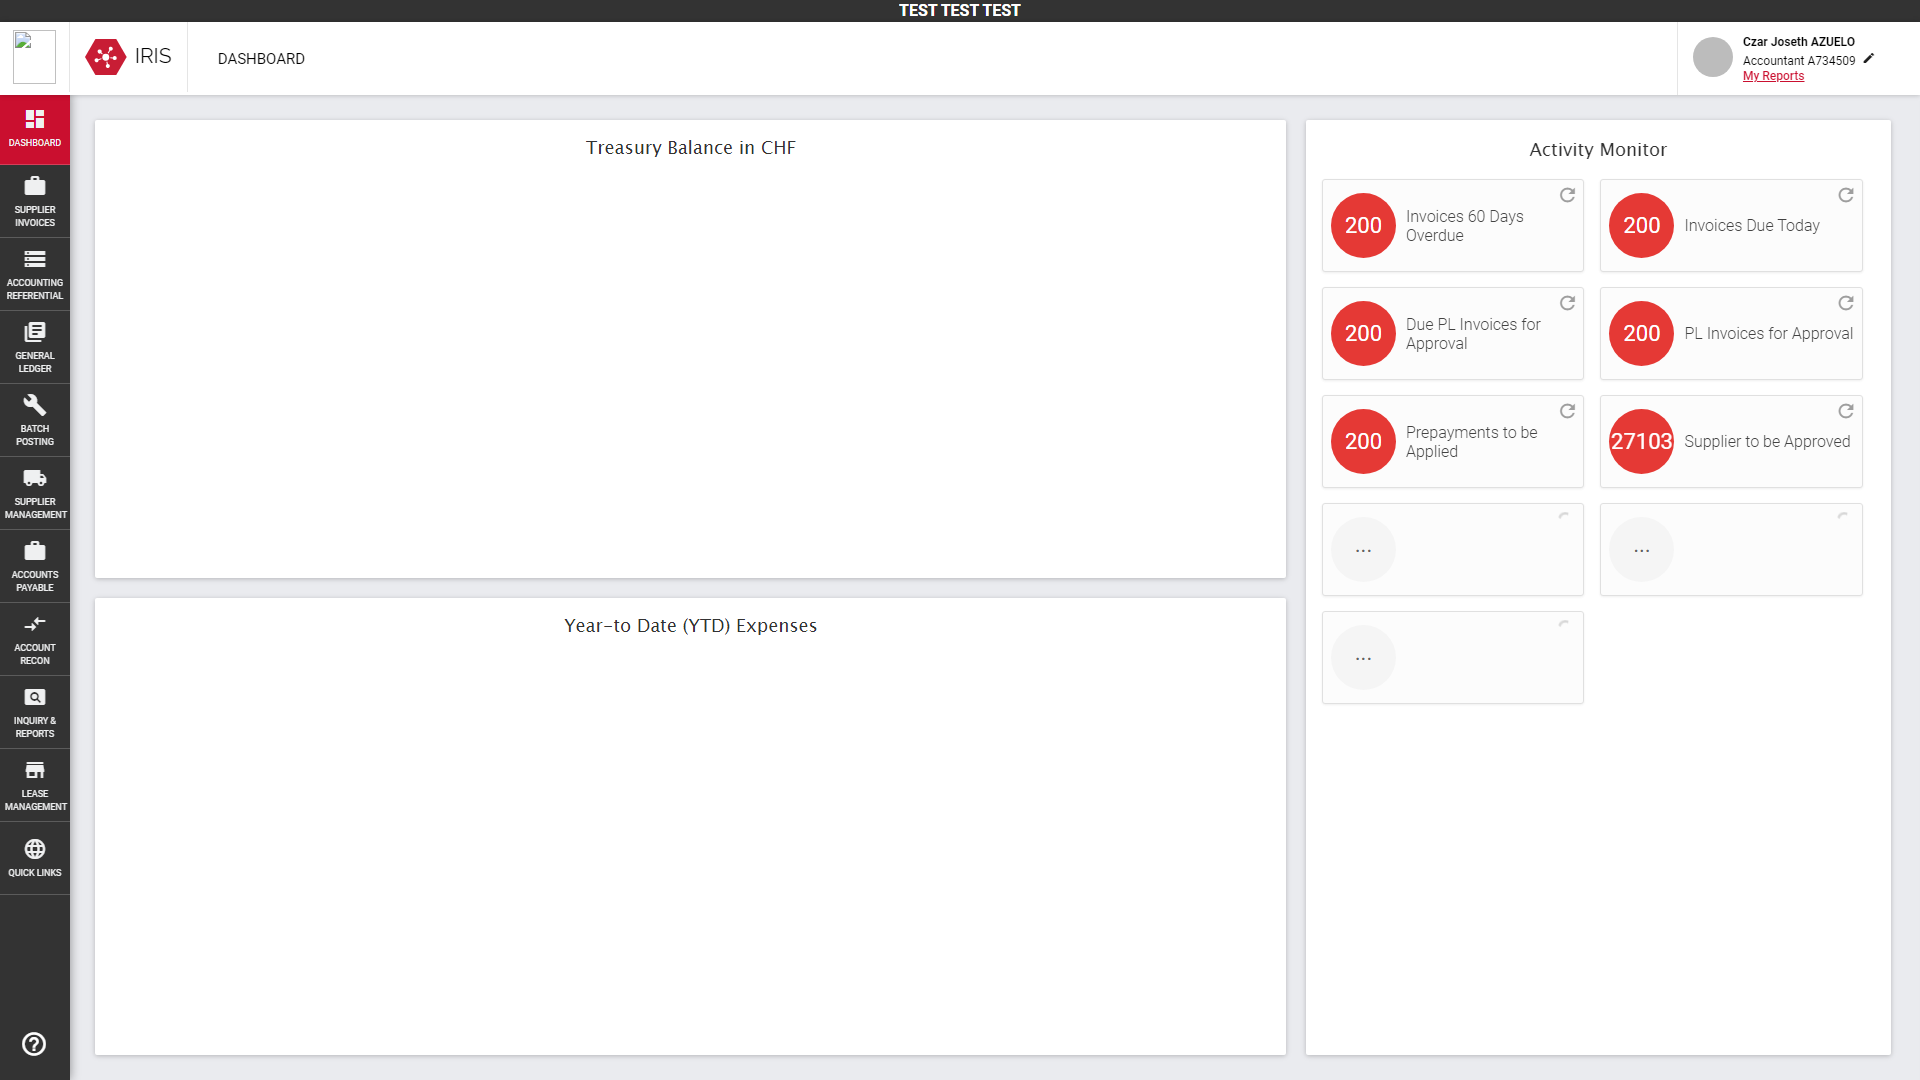 TEST TEST TEST
IRIS
DASHBOARD
Czar Joseth AZUELO
Accountant A734509
My Reports
DASHBOARD
SUPPLIER
INVOICES
ACCOUNTING
REFERENTIAL
GENERAL
LEDGER
BATCH
POSTING
SUPPLIER
MANAGEMENT
ACCOUNTS
PAYABLE
ACCOUNT
RECON
INQUIRY &
REPORTS
LEASE
MANAGEMENT
QUICK LINKS
Treasury Balance in CHF
Year-to Date (YTD) Expenses
Activity Monitor
200
Invoices 60 Days
Overdue
200
Invoices Due Today
200
Due PL Invoices for
Approval
200
PL Invoices for Approval
200
Prepayments to be
Applied
27103
Supplier to be Approved
...
...
...